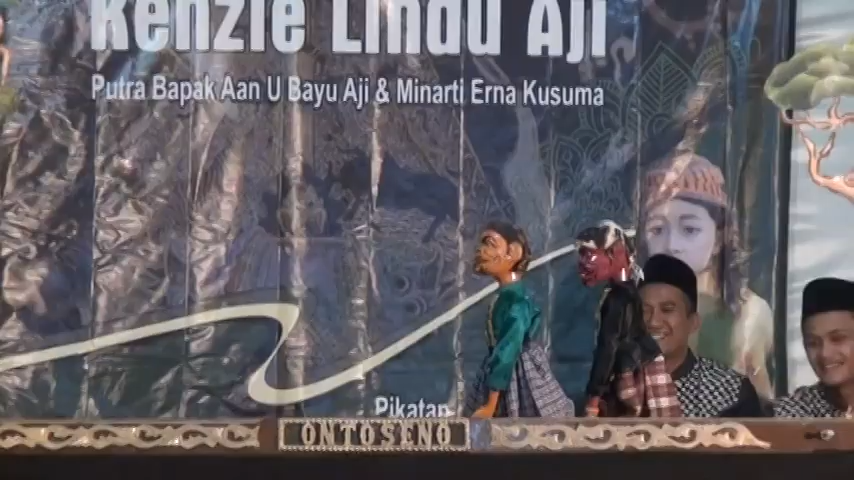 Kenzie Lindu Aji
Putra Bapak Aan U Bayu Aji & Minarti Erna Kusuma
Pikatan
ONTOSENO